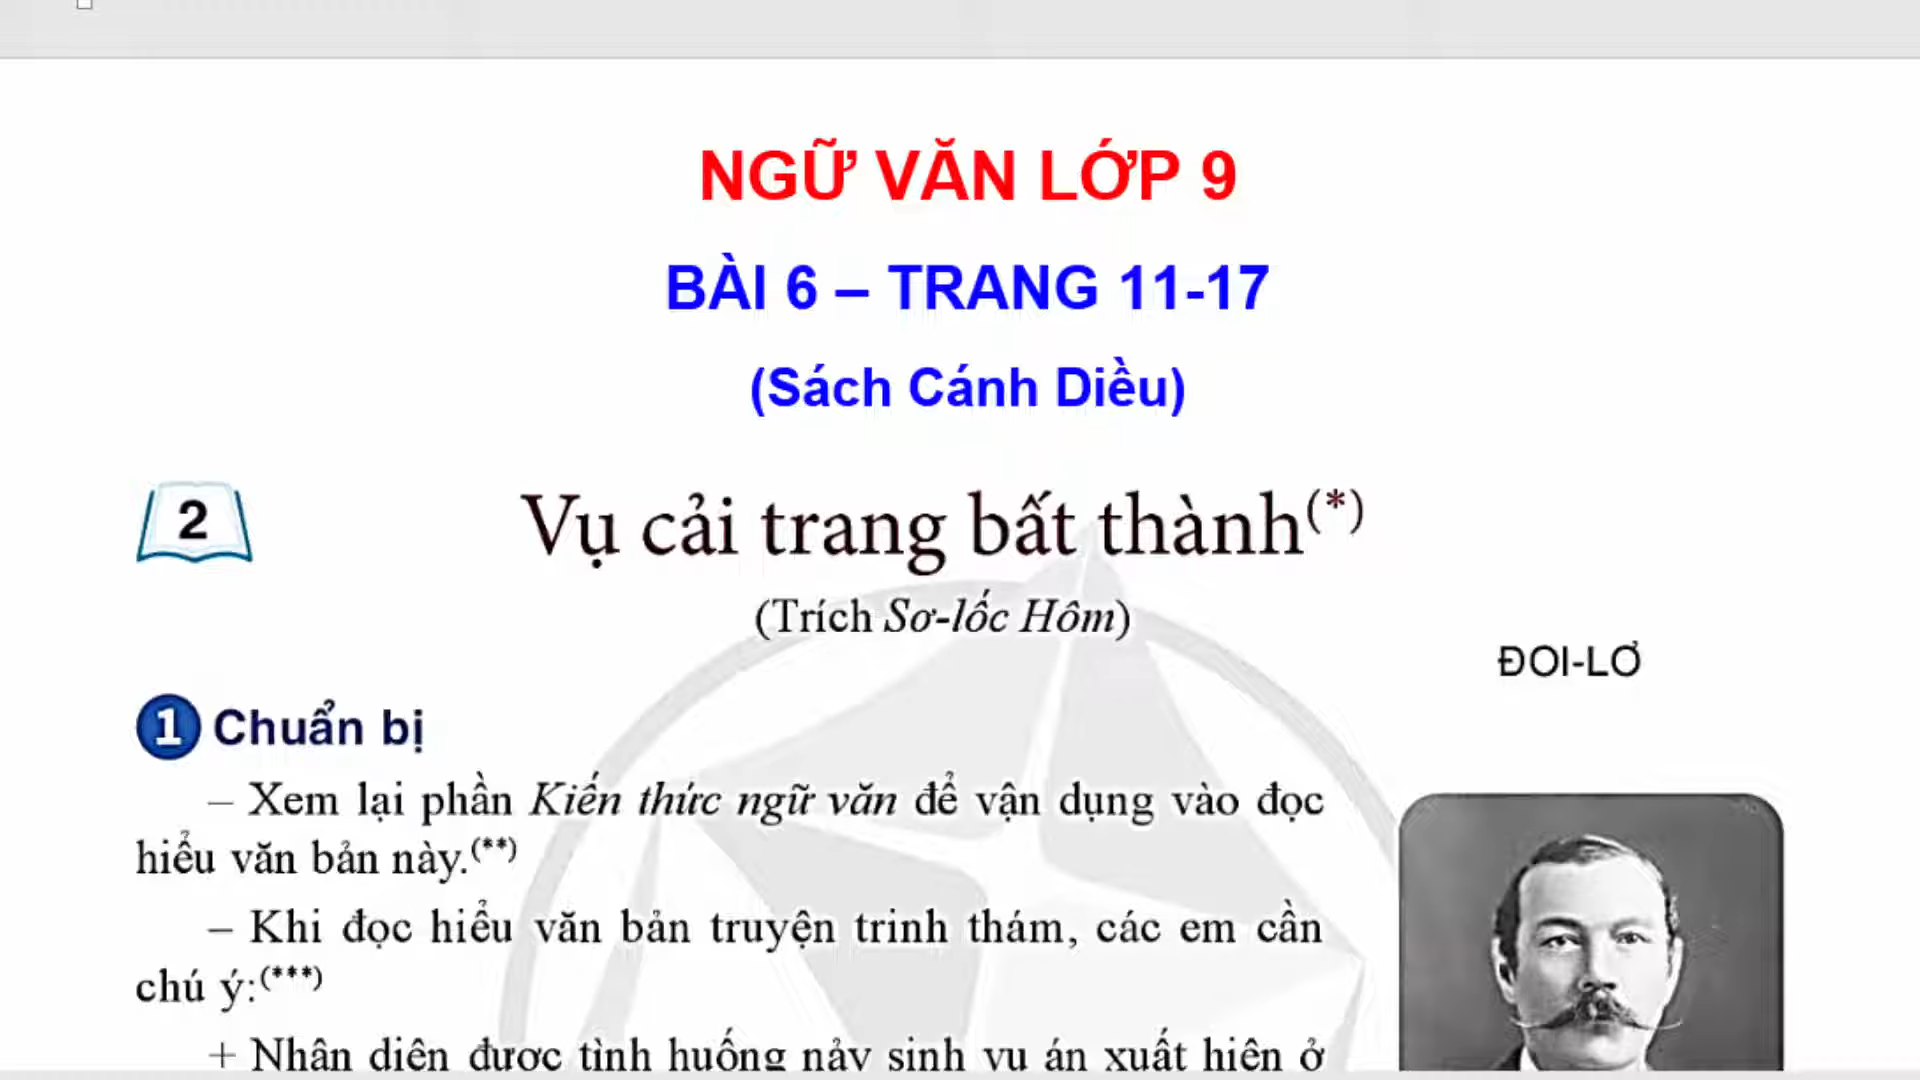 NGỮ VĂN LỚP 9
BÀI 6 – TRANG 11-17
(Sách Cánh Diều)
2
Vụ cải trang bất thành(*)
(Trích Sơ-lốc Hôm)
ĐOI-LƠ
1 Chuẩn bị
– Xem lại phần Kiến thức ngữ văn để vận dụng vào đọc
hiểu văn bản này.(**)
– Khi đọc hiểu văn bản truyện trinh thám, các em cần
chú ý:(***)
+ Nhận diện được tình huống nảy sinh vụ án xuất hiện ở